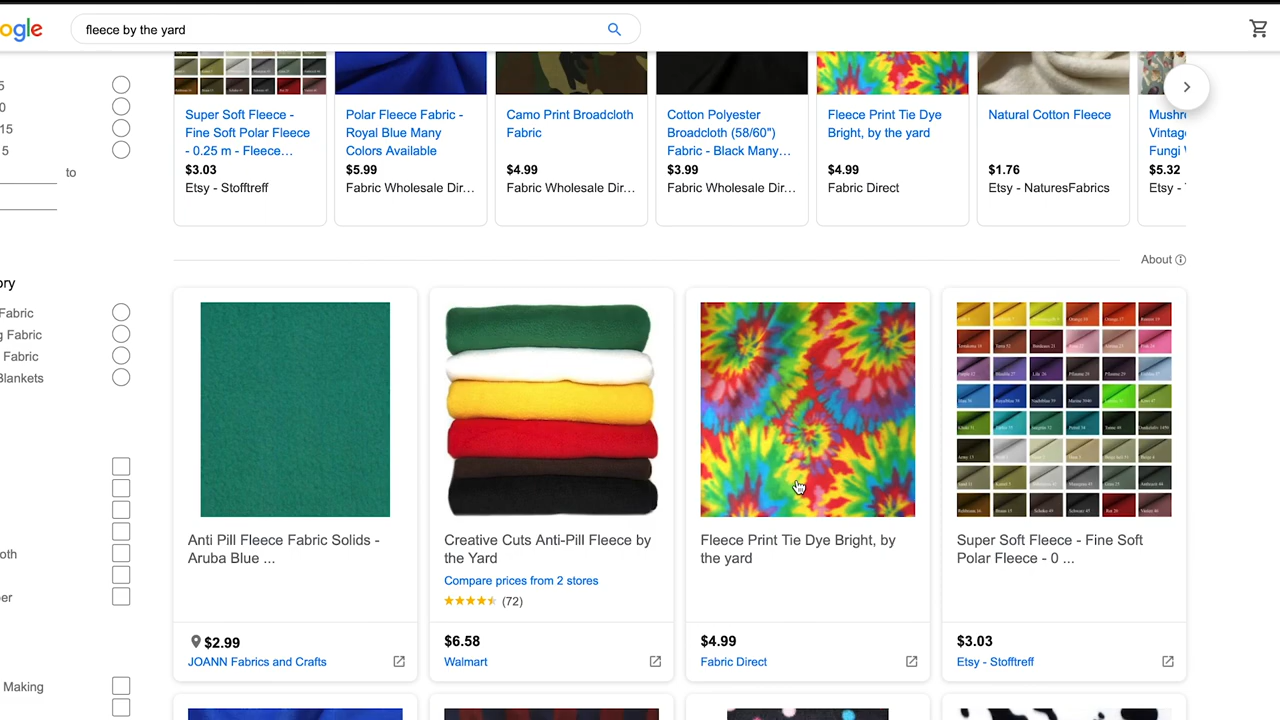 ogle
fleece by the yard
5
0
15
5
to
Super Soft Fleece -
Fine Soft Polar Fleece
- 0.25 m - Fleece…
$3.03
Etsy - Stofftreff
Polar Fleece Fabric -
Royal Blue Many
Colors Available
$5.99
Fabric Wholesale Dir…
Camo Print Broadcloth
Fabric
$4.99
Fabric Wholesale Dir…
Cotton Polyester
Broadcloth (58/60")
Fabric - Black Many…
$3.99
Fabric Wholesale Dir…
Fleece Print Tie Dye
Bright, by the yard
$4.99
Fabric Direct
Natural Cotton Fleece
$1.76
Etsy - NaturesFabrics
Mushr
Vintag
Fungi
$5.32
Etsy -
About
ory
Fabric
g Fabric
Fabric
Blankets
oth
er
Making
Anti Pill Fleece Fabric Solids -
Aruba Blue ...
$2.99
JOANN Fabrics and Crafts
Creative Cuts Anti-Pill Fleece by
the Yard
Compare prices from 2 stores
(72)
$6.58
Walmart
Fleece Print Tie Dye Bright, by
the yard
$4.99
Fabric Direct
Super Soft Fleece - Fine Soft
Polar Fleece - 0 ...
$3.03
Etsy - Stofftreff